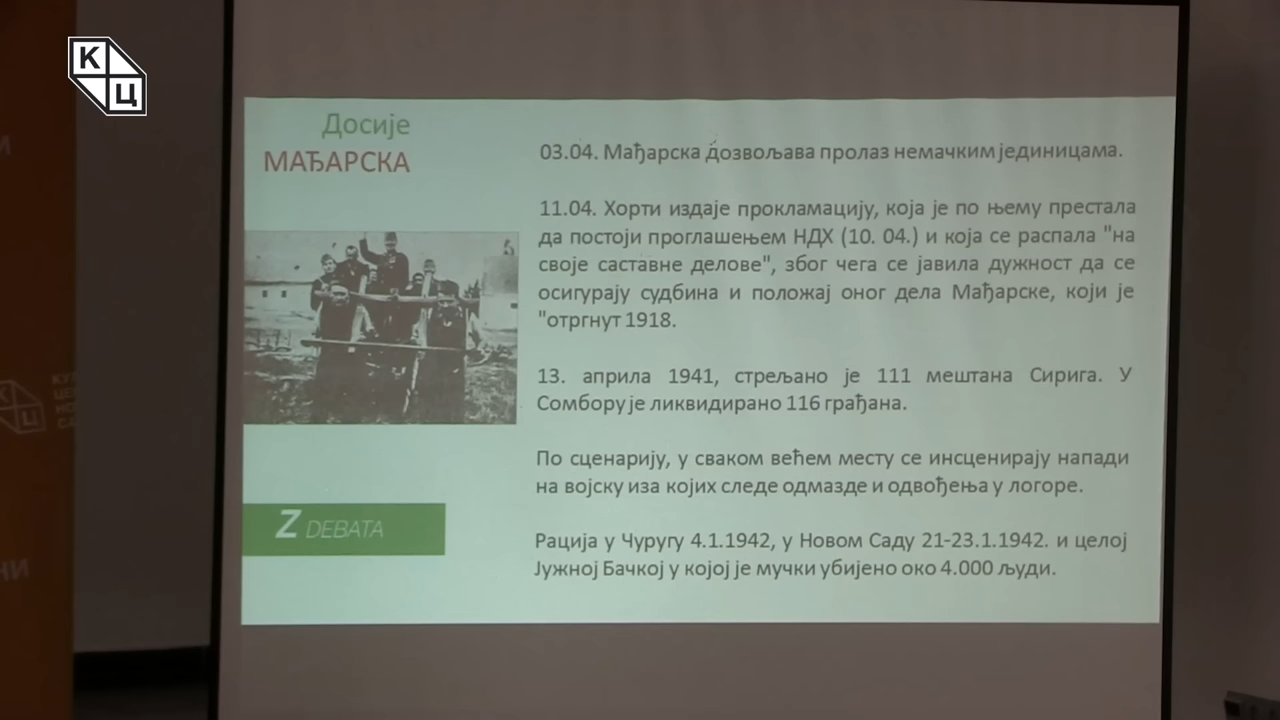 К
Ц
Досије
МАЂАРСКА
03.04. Мађарска дозвољава пролаз немачким јединицама.
11.04. Хорти издаје прокламацију, која је по њему престала
да постоји проглашењем НДХ (10. 04.) и која се распала "на
своје саставне делове", због чега се јавила дужност да се
осигурају судбина и положај оног дела Мађарске, који је
"отргнут 1918.
13. априла 1941, стрељано је 111 мештана Сирига. У
Сомбору је ликвидирано 116 грађана.
По сценарију, у сваком већем месту се инсценирају напади
на војску иза којих следе одмазде и одвођења у логоре.
Рација у Чуругу 4.1.1942, у Новом Саду 21-23.1.1942. и целој
Јужној Бачкој у којој је мучки убијено око 4.000 људи.
Z DEBATA